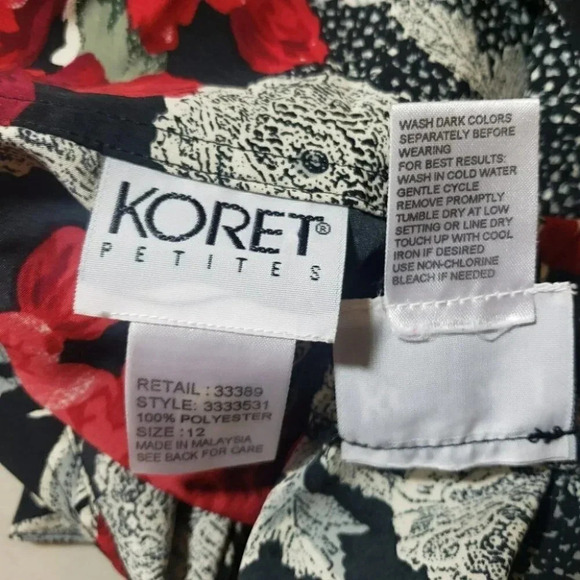 KORET®
PETITES
RETAIL : 33389
STYLE: 3333531
100% POLYESTER
SIZE : 12
MADE IN MALAYSIA
SEE BACK FOR CARE
WASH DARK COLORS
SEPARATELY BEFORE
WEARING
FOR BEST RESULTS:
WASH IN COLD WATER
GENTLE CYCLE
REMOVE PROMPTLY
TUMBLE DRY AT LOW
SETTING OR LINE DRY
TOUCH UP WITH COOL
IRON IF DESIRED
USE NON-CHLORINE
BLEACH IF NEEDED